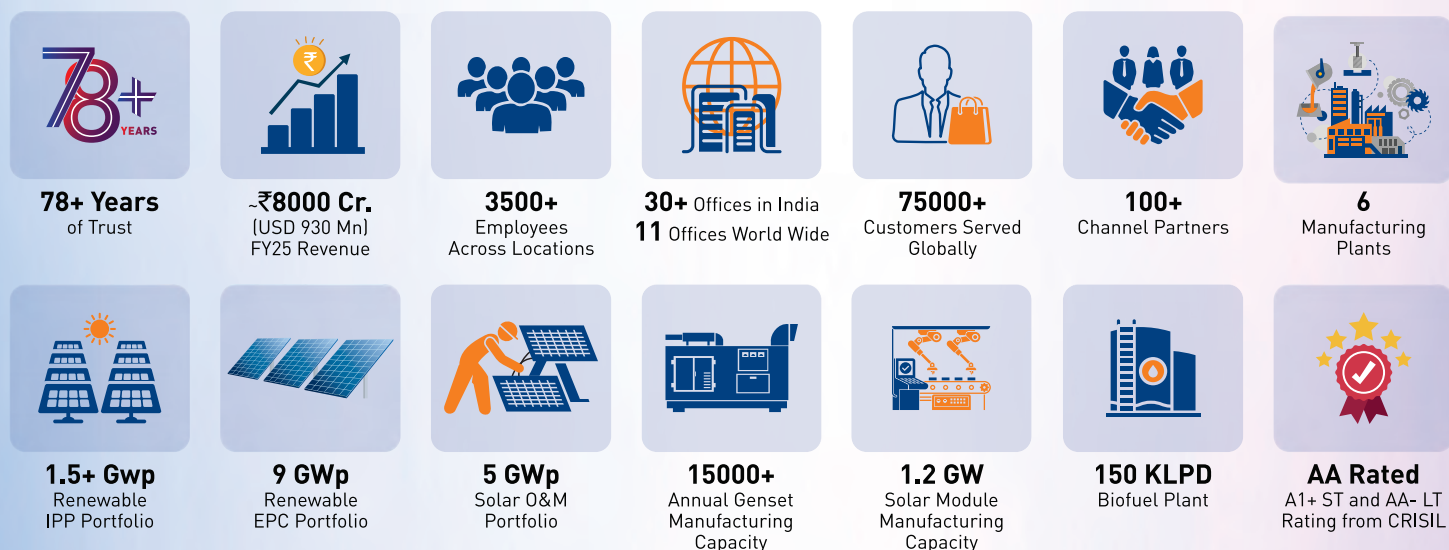 78+
YEARS
₹
78+ Years
of Trust
~₹8000 Cr.
(USD 930 Mn)
FY25 Revenue
3500+
Employees
Across Locations
30+ Offices in India
11 Offices World Wide
75000+
Customers Served
Globally
100+
Channel Partners
6
Manufacturing
Plants
1.5+ Gwp
Renewable
IPP Portfolio
9 GWp
Renewable
EPC Portfolio
5 GWp
Solar O&M
Portfolio
15000+
Annual Genset
Manufacturing
Capacity
1.2 GW
Solar Module
Manufacturing
Capacity
150 KLPD
Biofuel Plant
AA Rated
A1+ ST and AA- LT
Rating from CRISIL